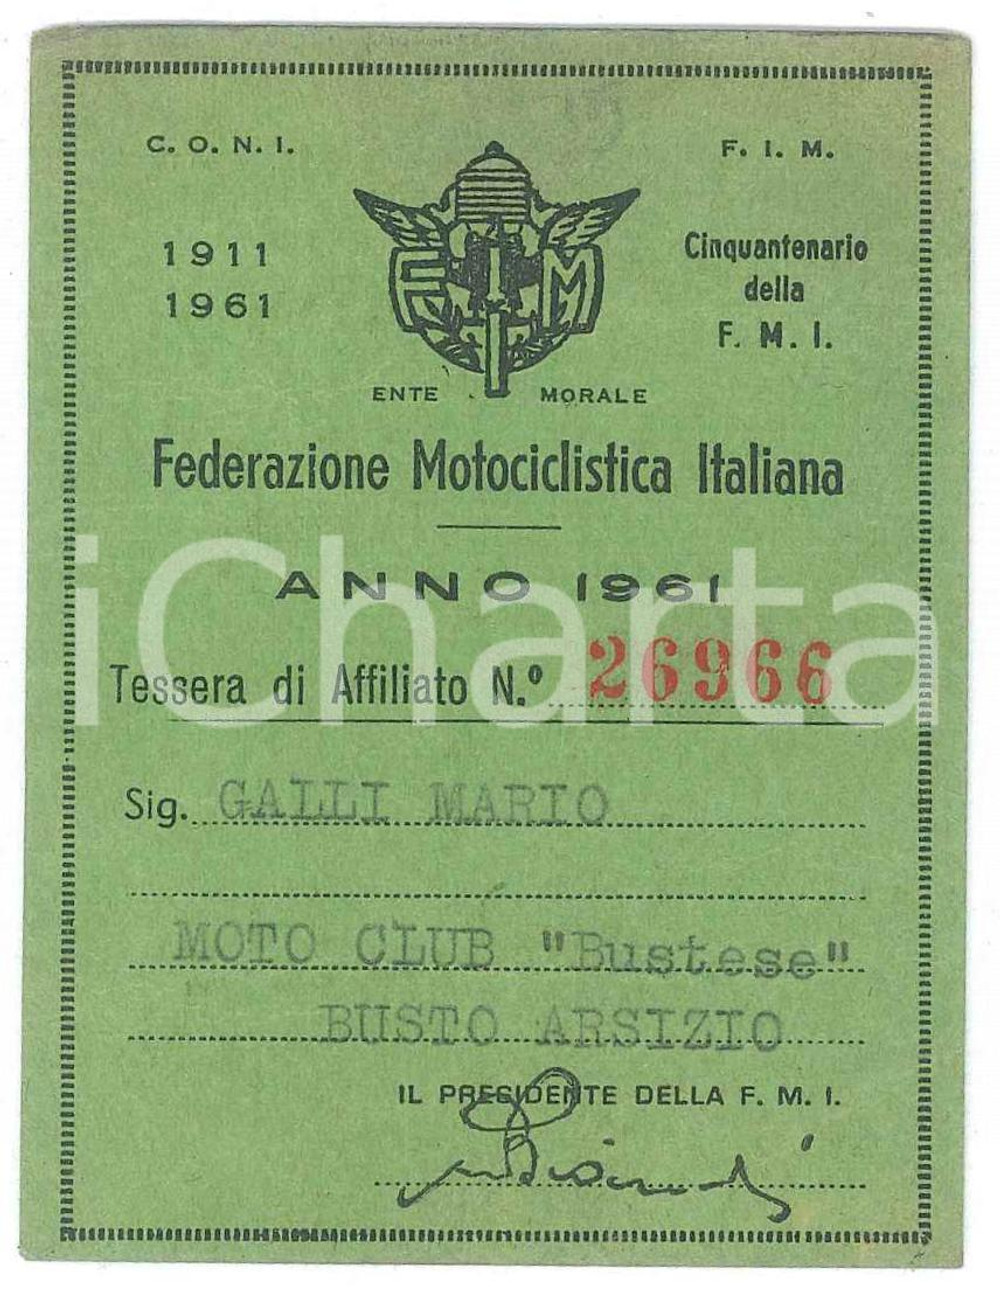 C. O. N. I.
F. I. M.
1911
1961
Cinquantenario
della
F. M. I.
F M
ENTE MORALE
Federazione Motociclistica Italiana
ANNO 1961
iCharta
Tessera di Affiliato N.º 26966
Sig. GALLI MARIO
MOTO CLUB "Bustese"
BUSTO ARSIZIO
IL PRESIDENTE DELLA F. M. I.